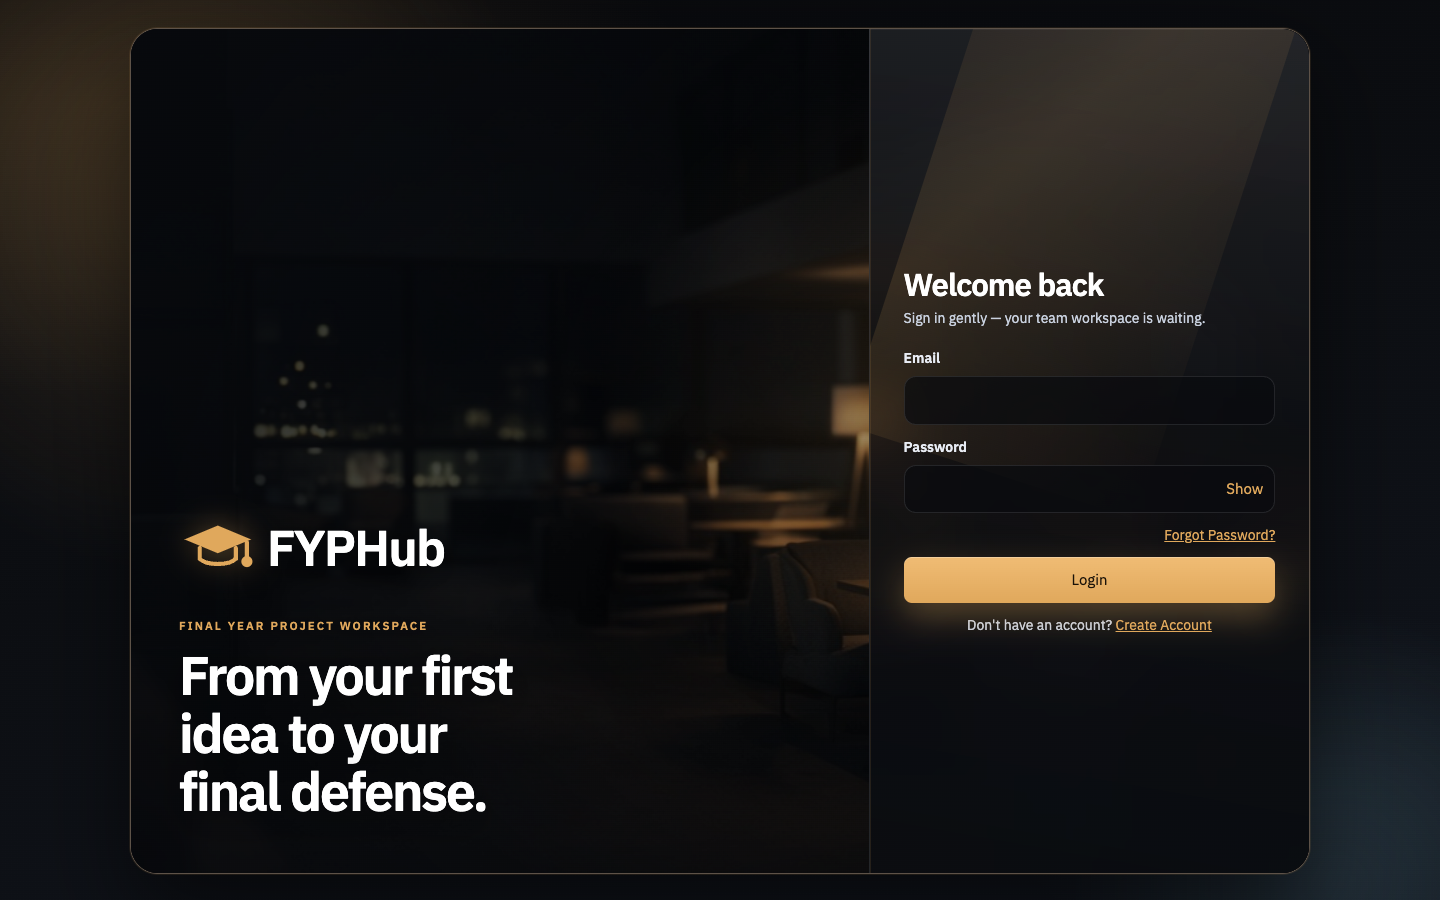 FYPHub
FINAL YEAR PROJECT WORKSPACE
From your first
idea to your
final defense.
Welcome back
Sign in gently — your team workspace is waiting.
Email
Password
Show
Forgot Password?
Login
Don't have an account? Create Account